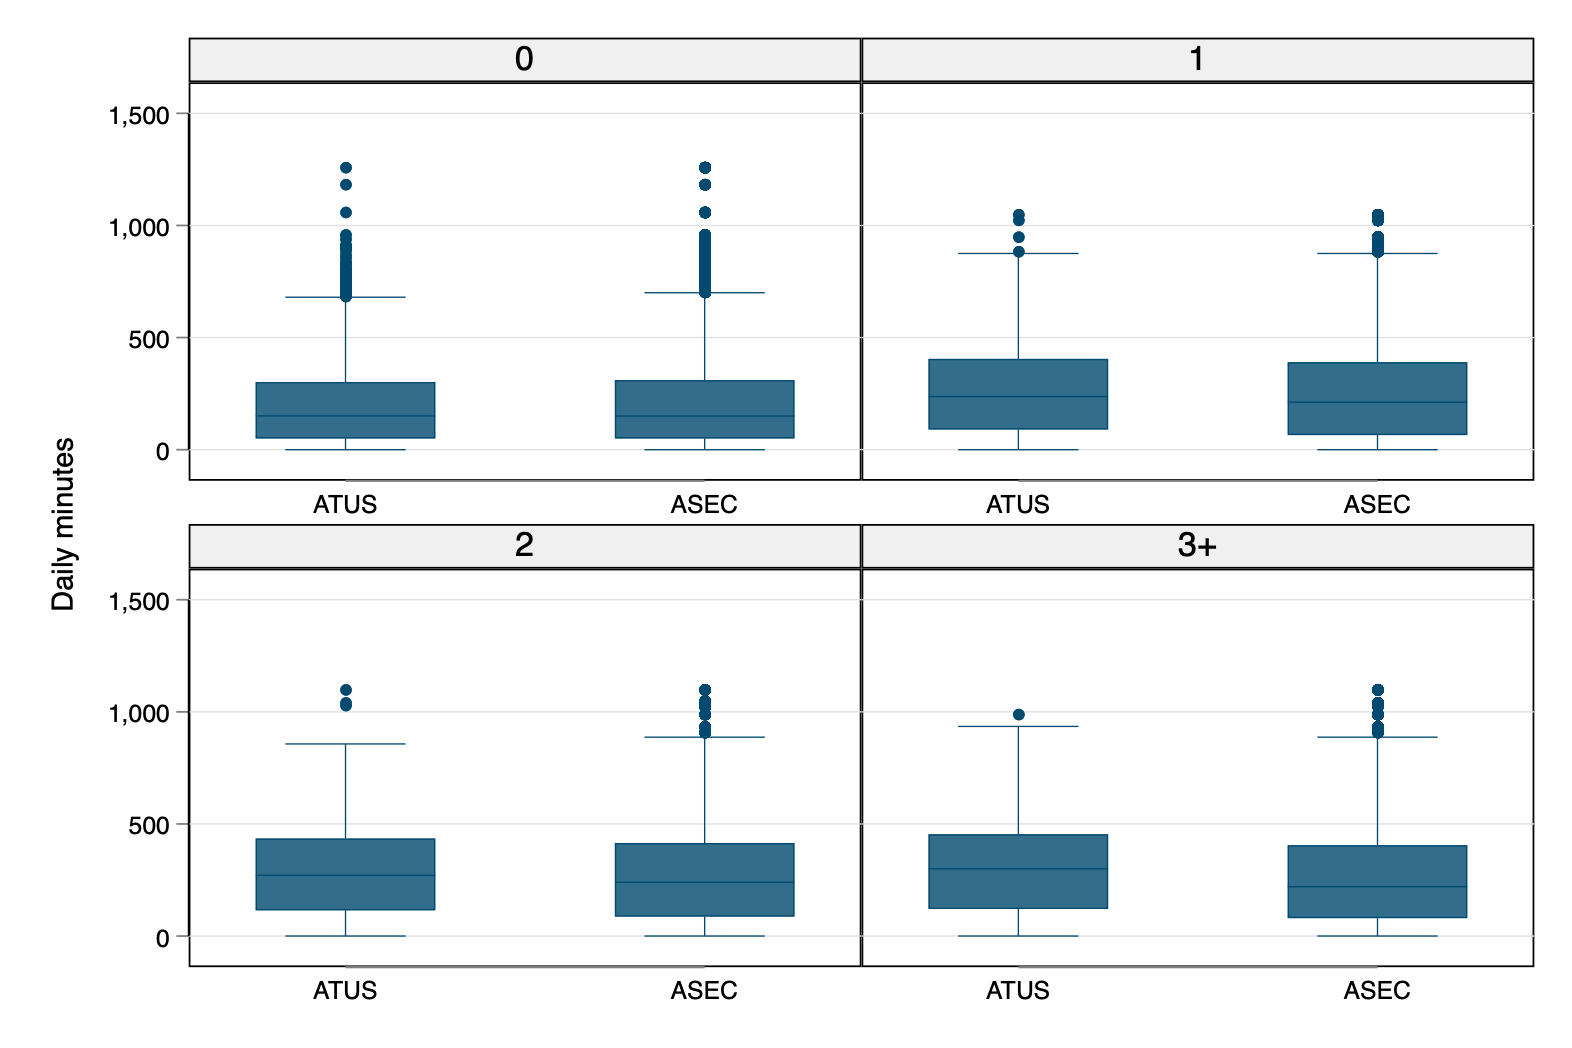 0
1
1,500
1,000
500
0
ATUS
ASEC
ATUS
ASEC
Daily minutes
2
3+
1,500
1,000
500
0
ATUS
ASEC
ATUS
ASEC